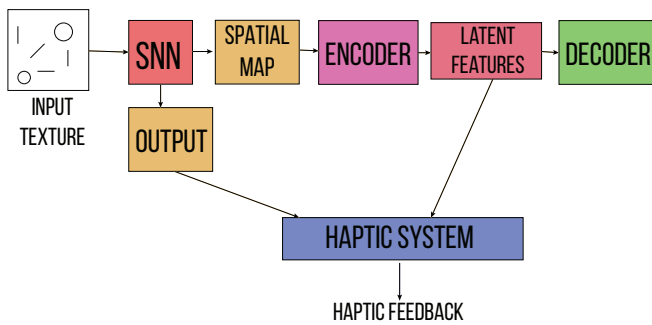 SNN
SPATIAL
MAP
ENCODER
LATENT
FEATURES
DECODER
INPUT
TEXTURE
OUTPUT
HAPTIC SYSTEM
HAPTIC FEEDBACK